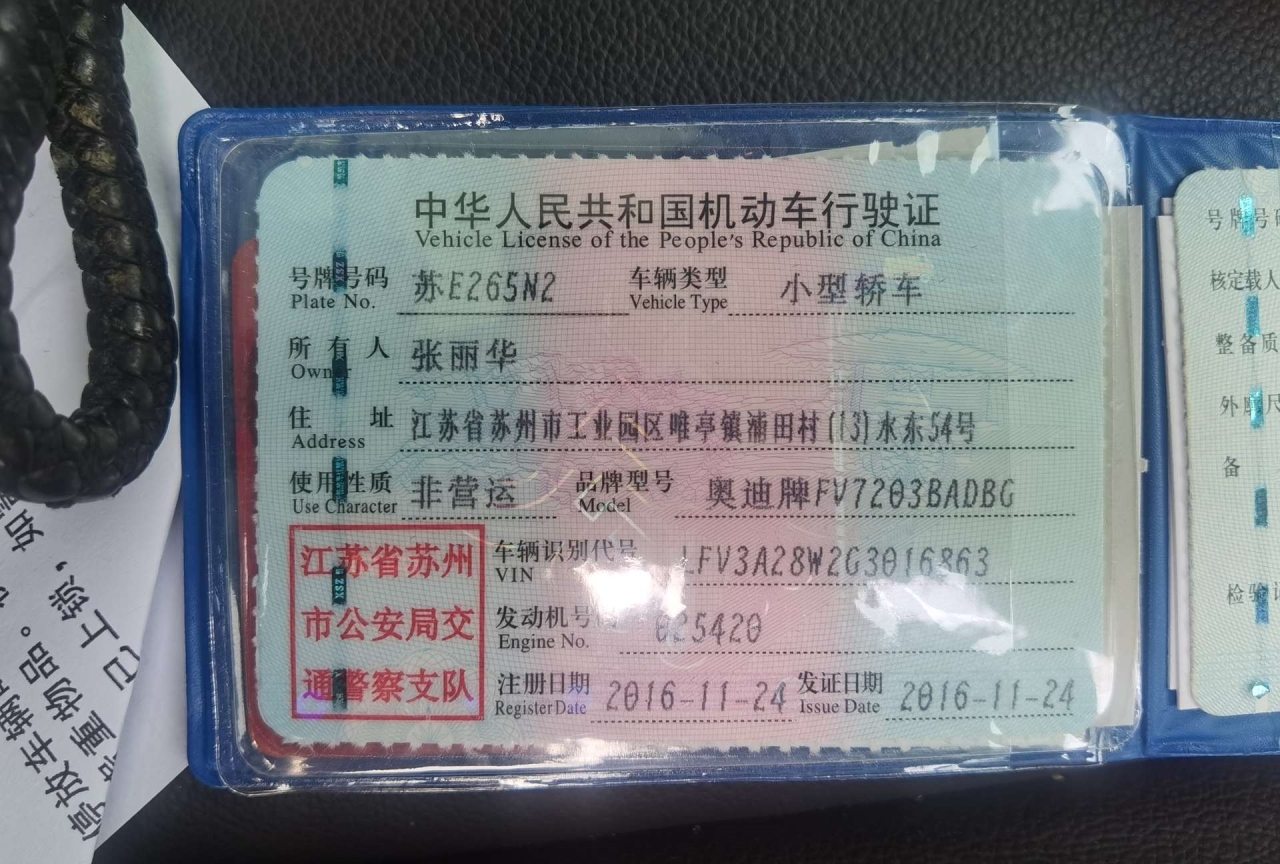 中华人民共和国机动车行驶证
Vehicle License of the People's Republic of China
号牌号码 苏E265N2 车辆类型 小型轿车
Plate No. Vehicle Type
所有人 张丽华
Owner
住址 江苏省苏州市工业园区唯亭镇浦田村(13)水东54号
Address
使用性质 非营运 品牌型号 奥迪牌FV7203BADBG
Use Character Model
江苏省苏州
市公安局交
通警察支队
车辆识别代号 LFV3A28W2G3016863
VIN
发动机号 025420
Engine No.
注册日期 2016-11-24 发证日期 2016-11-24
Register Date Issue Date
号牌号
核定载人
整备质
外廓尺
备
检验